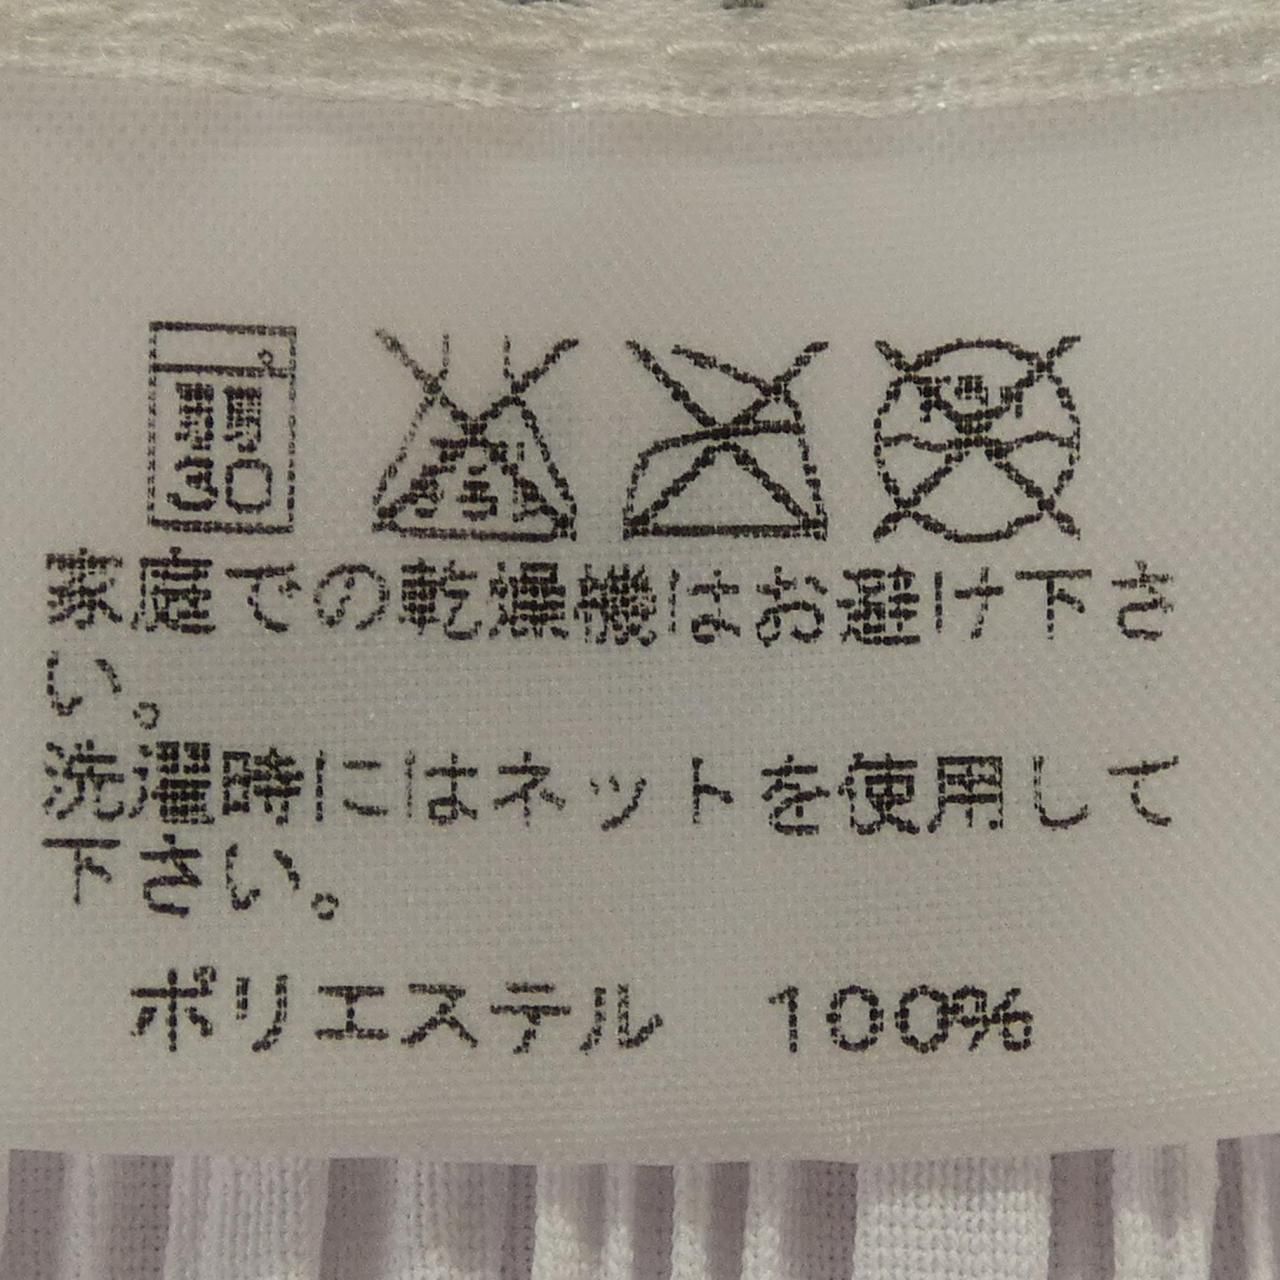 弱
30
家庭での乾燥機はお避け下さ
い。
洗濯時にはネットを使用して
下さい。
ポリエステル 100%